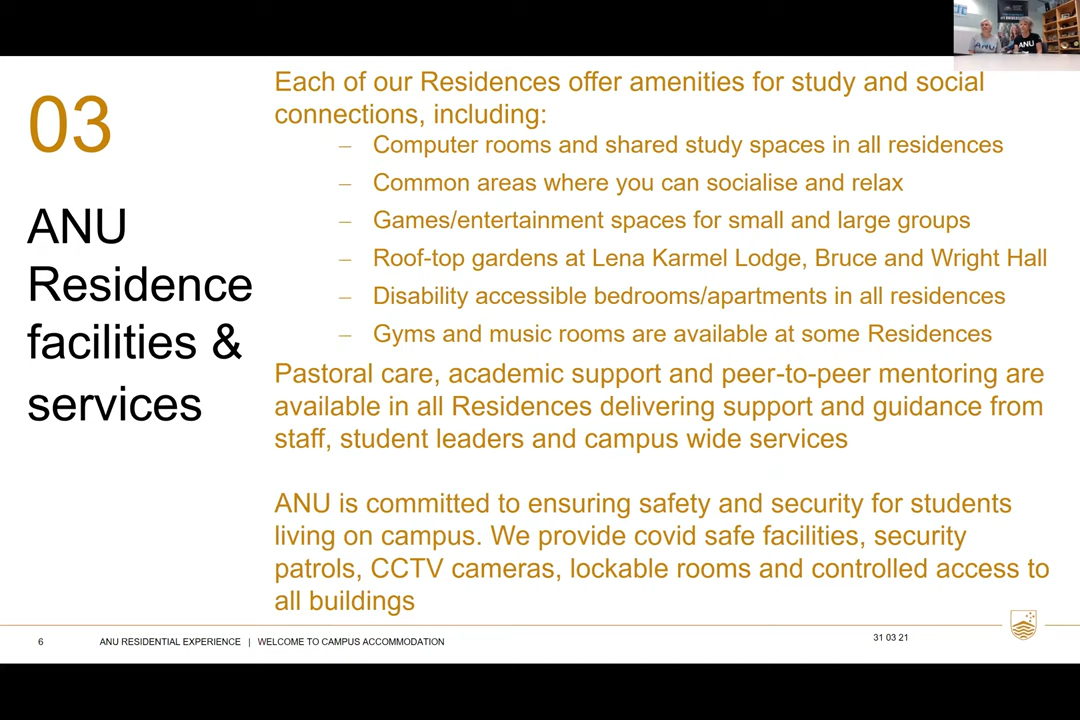 03
ANU
Residence
facilities &
services
Each of our Residences offer amenities for study and social
connections, including:
– Computer rooms and shared study spaces in all residences
– Common areas where you can socialise and relax
– Games/entertainment spaces for small and large groups
– Roof-top gardens at Lena Karmel Lodge, Bruce and Wright Hall
– Disability accessible bedrooms/apartments in all residences
– Gyms and music rooms are available at some Residences
Pastoral care, academic support and peer-to-peer mentoring are
available in all Residences delivering support and guidance from
staff, student leaders and campus wide services
ANU is committed to ensuring safety and security for students
living on campus. We provide covid safe facilities, security
patrols, CCTV cameras, lockable rooms and controlled access to
all buildings
6 ANU RESIDENTIAL EXPERIENCE | WELCOME TO CAMPUS ACCOMMODATION 31 03 21
ANU
ANU